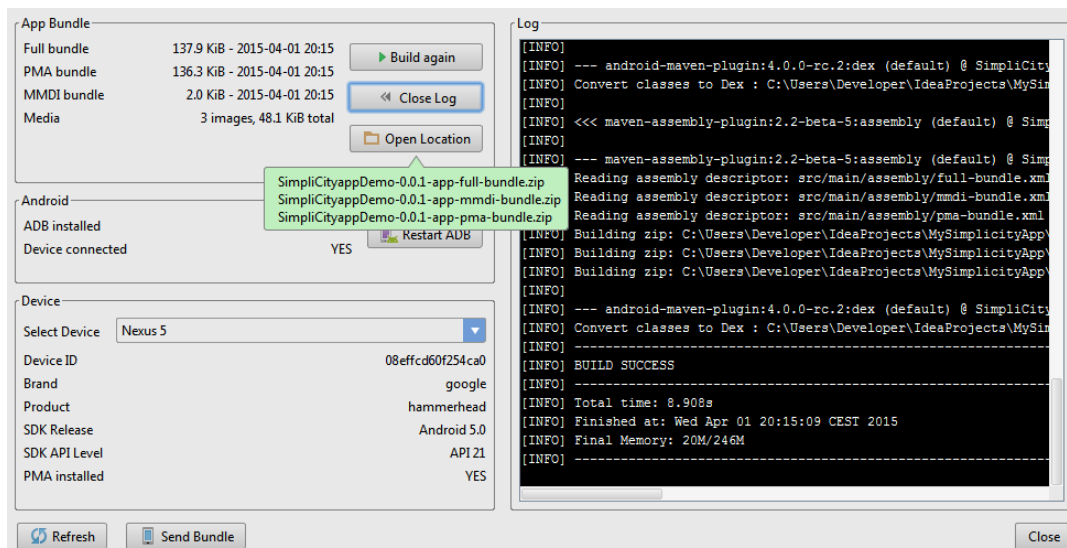 App Bundle
Full bundle 137.9 KiB - 2015-04-01 20:15
PMA bundle 136.3 KiB - 2015-04-01 20:15
MMDI bundle 2.0 KiB - 2015-04-01 20:15
Media 3 images, 48.1 KiB total
Build again
Close Log
Open Location
SimpliCityappDemo-0.0.1-app-full-bundle.zip
SimpliCityappDemo-0.0.1-app-mmdi-bundle.zip
SimpliCityappDemo-0.0.1-app-pma-bundle.zip
Android
ADB installed
Device connected YES
Restart ADB
Device
Select Device Nexus 5
Device ID 08effcd60f254ca0
Brand google
Product hammerhead
SDK Release Android 5.0
SDK API Level API 21
PMA installed YES
Refresh
Send Bundle
Log
[INFO]
[INFO] --- android-maven-plugin:4.0.0-rc.2:dex (default) @ SimpliCity
[INFO] Convert classes to Dex : C:\Users\Developer\IdeaProjects\MySim
[INFO]
[INFO] <<< maven-assembly-plugin:2.2-beta-5:assembly (default) @ Simp
[INFO]
[INFO] --- maven-assembly-plugin:2.2-beta-5:assembly (default) @ Simp
Reading assembly descriptor: src/main/assembly/full-bundle.xml
Reading assembly descriptor: src/main/assembly/mmdi-bundle.xml
Reading assembly descriptor: src/main/assembly/pma-bundle.xml
[INFO] Building zip: C:\Users\Developer\IdeaProjects\MySimplicityApp\
[INFO] Building zip: C:\Users\Developer\IdeaProjects\MySimplicityApp\
[INFO] Building zip: C:\Users\Developer\IdeaProjects\MySimplicityApp\
[INFO]
[INFO] --- android-maven-plugin:4.0.0-rc.2:dex (default) @ SimpliCity
[INFO] Convert classes to Dex : C:\Users\Developer\IdeaProjects\MySim
[INFO] ------------------------------------------------------------------------
[INFO] BUILD SUCCESS
[INFO] ------------------------------------------------------------------------
[INFO] Total time: 8.908s
[INFO] Finished at: Wed Apr 01 20:15:09 CEST 2015
[INFO] Final Memory: 20M/246M
[INFO] ------------------------------------------------------------------------
Close